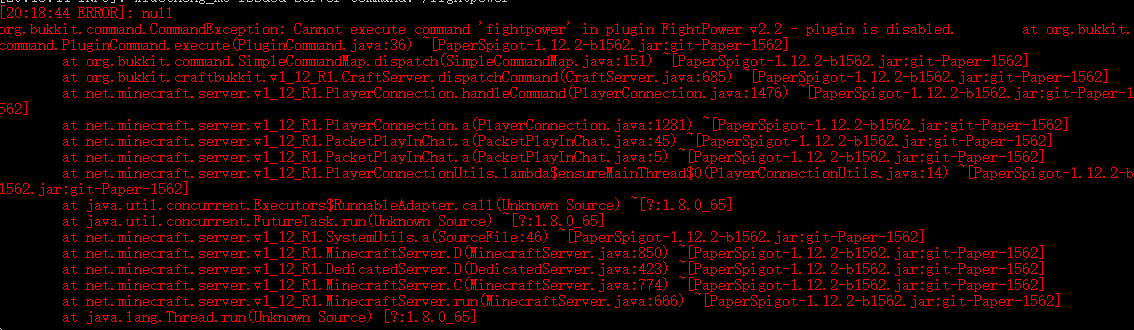 [20:18:44 ERROR]: null
org.bukkit.command.CommandException: Cannot execute command 'fightpower' in plugin FightPower v2.2 - plugin is disabled.        at org.bukkit.
command.PluginCommand.execute(PluginCommand.java:36) ~[PaperSpigot-1.12.2-b1562.jar:git-Paper-1562]
        at org.bukkit.command.SimpleCommandMap.dispatch(SimpleCommandMap.java:151) ~[PaperSpigot-1.12.2-b1562.jar:git-Paper-1562]
        at org.bukkit.craftbukkit.v1_12_R1.CraftServer.dispatchCommand(CraftServer.java:685) ~[PaperSpigot-1.12.2-b1562.jar:git-Paper-1562]
        at net.minecraft.server.v1_12_R1.PlayerConnection.handleCommand(PlayerConnection.java:1476) ~[PaperSpigot-1.12.2-b1562.jar:git-Paper-1
562]
        at net.minecraft.server.v1_12_R1.PlayerConnection.a(PlayerConnection.java:1281) ~[PaperSpigot-1.12.2-b1562.jar:git-Paper-1562]
        at net.minecraft.server.v1_12_R1.PacketPlayInChat.a(PacketPlayInChat.java:45) ~[PaperSpigot-1.12.2-b1562.jar:git-Paper-1562]
        at net.minecraft.server.v1_12_R1.PacketPlayInChat.a(PacketPlayInChat.java:5) ~[PaperSpigot-1.12.2-b1562.jar:git-Paper-1562]
        at net.minecraft.server.v1_12_R1.PlayerConnectionUtils.lambda$ensureMainThread$0(PlayerConnectionUtils.java:14) ~[PaperSpigot-1.12.2-b
1562.jar:git-Paper-1562]
        at java.util.concurrent.Executors$RunnableAdapter.call(Unknown Source) ~[?:1.8.0_65]
        at java.util.concurrent.FutureTask.run(Unknown Source) ~[?:1.8.0_65]
        at net.minecraft.server.v1_12_R1.SystemUtils.a(SourceFile:46) ~[PaperSpigot-1.12.2-b1562.jar:git-Paper-1562]
        at net.minecraft.server.v1_12_R1.MinecraftServer.D(MinecraftServer.java:850) ~[PaperSpigot-1.12.2-b1562.jar:git-Paper-1562]
        at net.minecraft.server.v1_12_R1.DedicatedServer.D(DedicatedServer.java:423) ~[PaperSpigot-1.12.2-b1562.jar:git-Paper-1562]
        at net.minecraft.server.v1_12_R1.MinecraftServer.C(MinecraftServer.java:774) ~[PaperSpigot-1.12.2-b1562.jar:git-Paper-1562]
        at net.minecraft.server.v1_12_R1.MinecraftServer.run(MinecraftServer.java:666) ~[PaperSpigot-1.12.2-b1562.jar:git-Paper-1562]
        at java.lang.Thread.run(Unknown Source) [?:1.8.0_65]